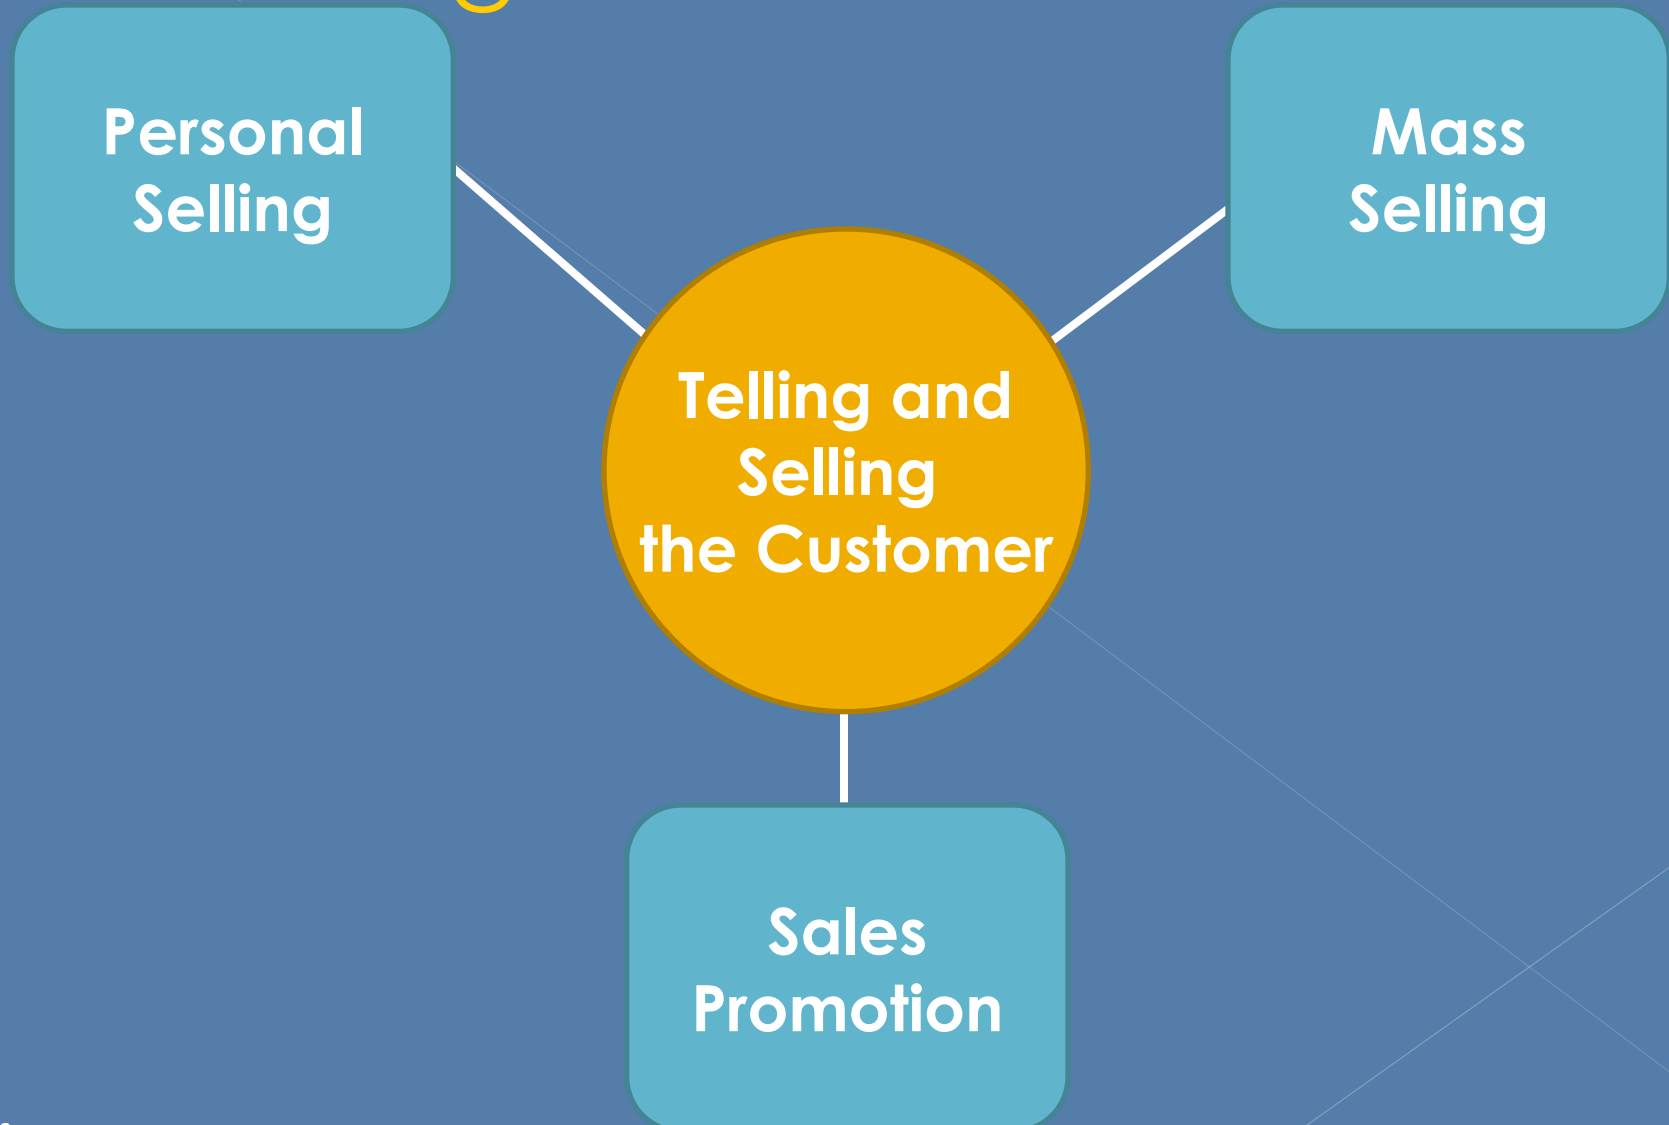 Personal
Selling
Mass
Selling
Telling and
Selling
the Customer
Sales
Promotion